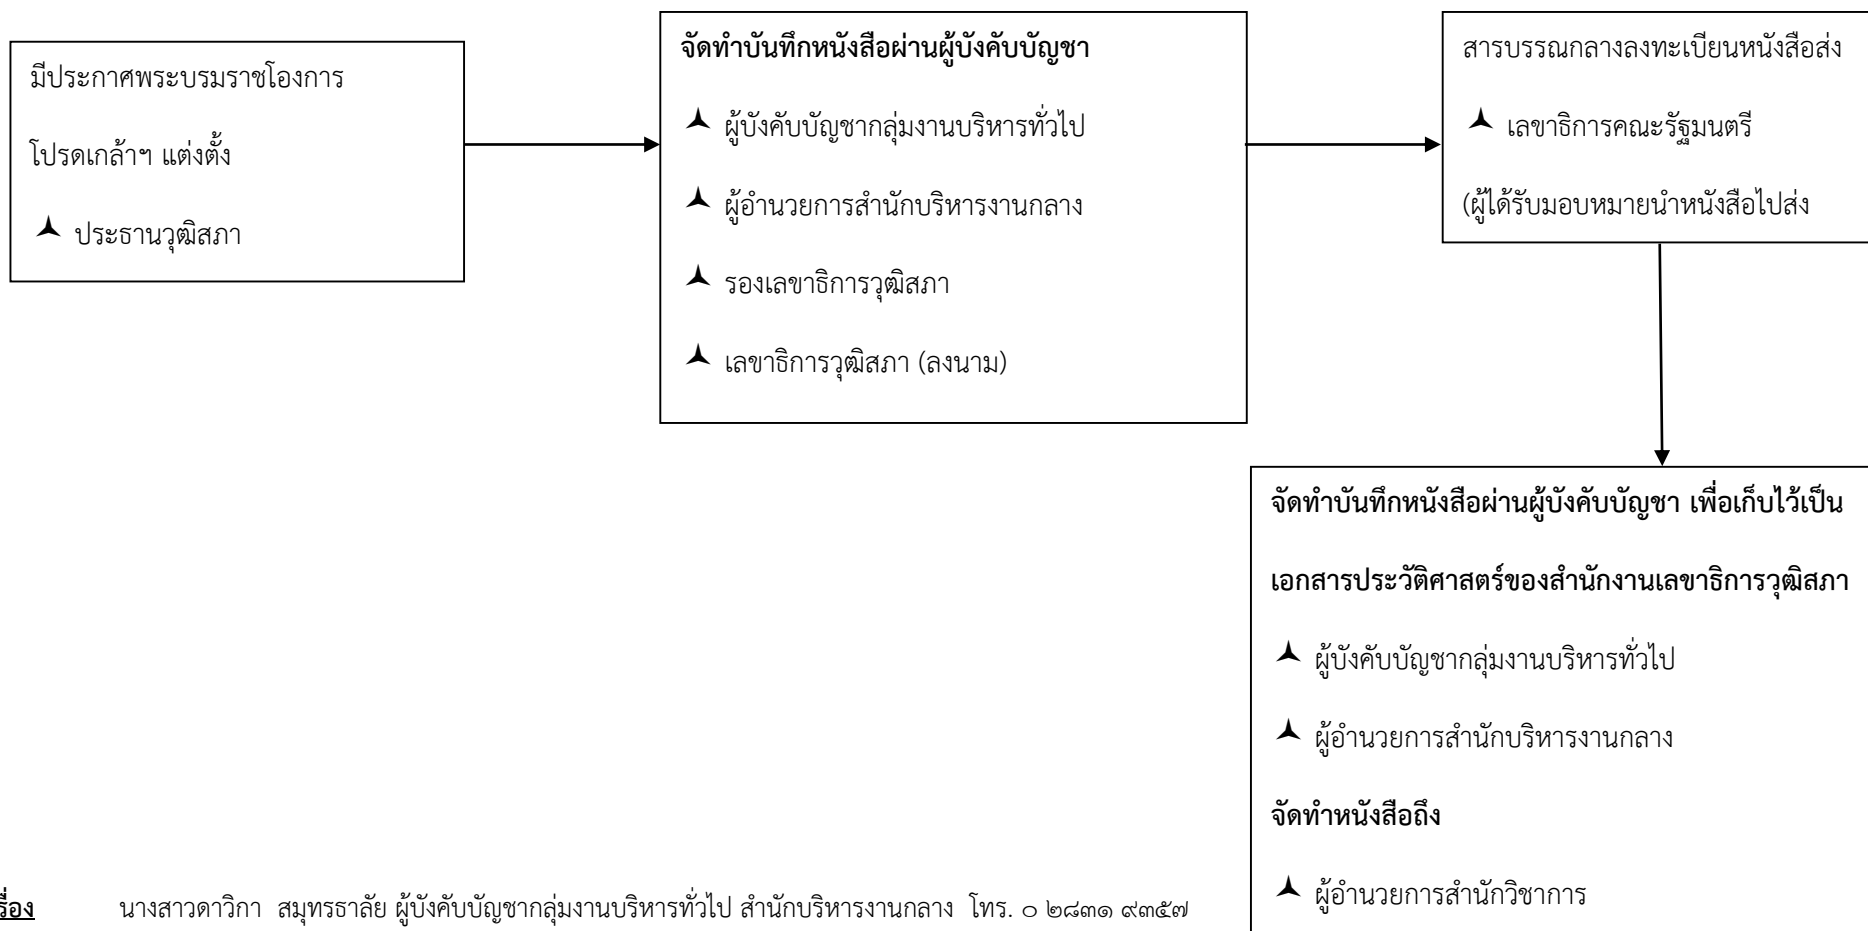 มีประกาศพระบรมราชโองการ
โปรดเกล้าฯ แต่งตั้ง
ประธานวุฒิสภา
จัดทำบันทึกหนังสือผ่านผู้บังคับบัญชา
ผู้บังคับบัญชากลุ่มงานบริหารทั่วไป
ผู้อำนวยการสำนักบริหารงานกลาง
รองเลขาธิการวุฒิสภา
เลขาธิการวุฒิสภา (ลงนาม)
สารบรรณกลางลงทะเบียนหนังสือส่ง
เลขาธิการคณะรัฐมนตรี
(ผู้ได้รับมอบหมายนำหนังสือไปส่ง
จัดทำบันทึกหนังสือผ่านผู้บังคับบัญชา เพื่อเก็บไว้เป็น
เอกสารประวัติศาสตร์ของสำนักงานเลขาธิการวุฒิสภา
ผู้บังคับบัญชากลุ่มงานบริหารทั่วไป
ผู้อำนวยการสำนักบริหารงานกลาง
จัดทำหนังสือถึง
ผู้อำนวยการสำนักวิชาการ
นางสาวดาวิกา สมุทรธาลัย ผู้บังคับบัญชากลุ่มงานบริหารทั่วไป สำนักบริหารงานกลาง โทร. ๐ ๒๘๓๑ ๙๓๕๗